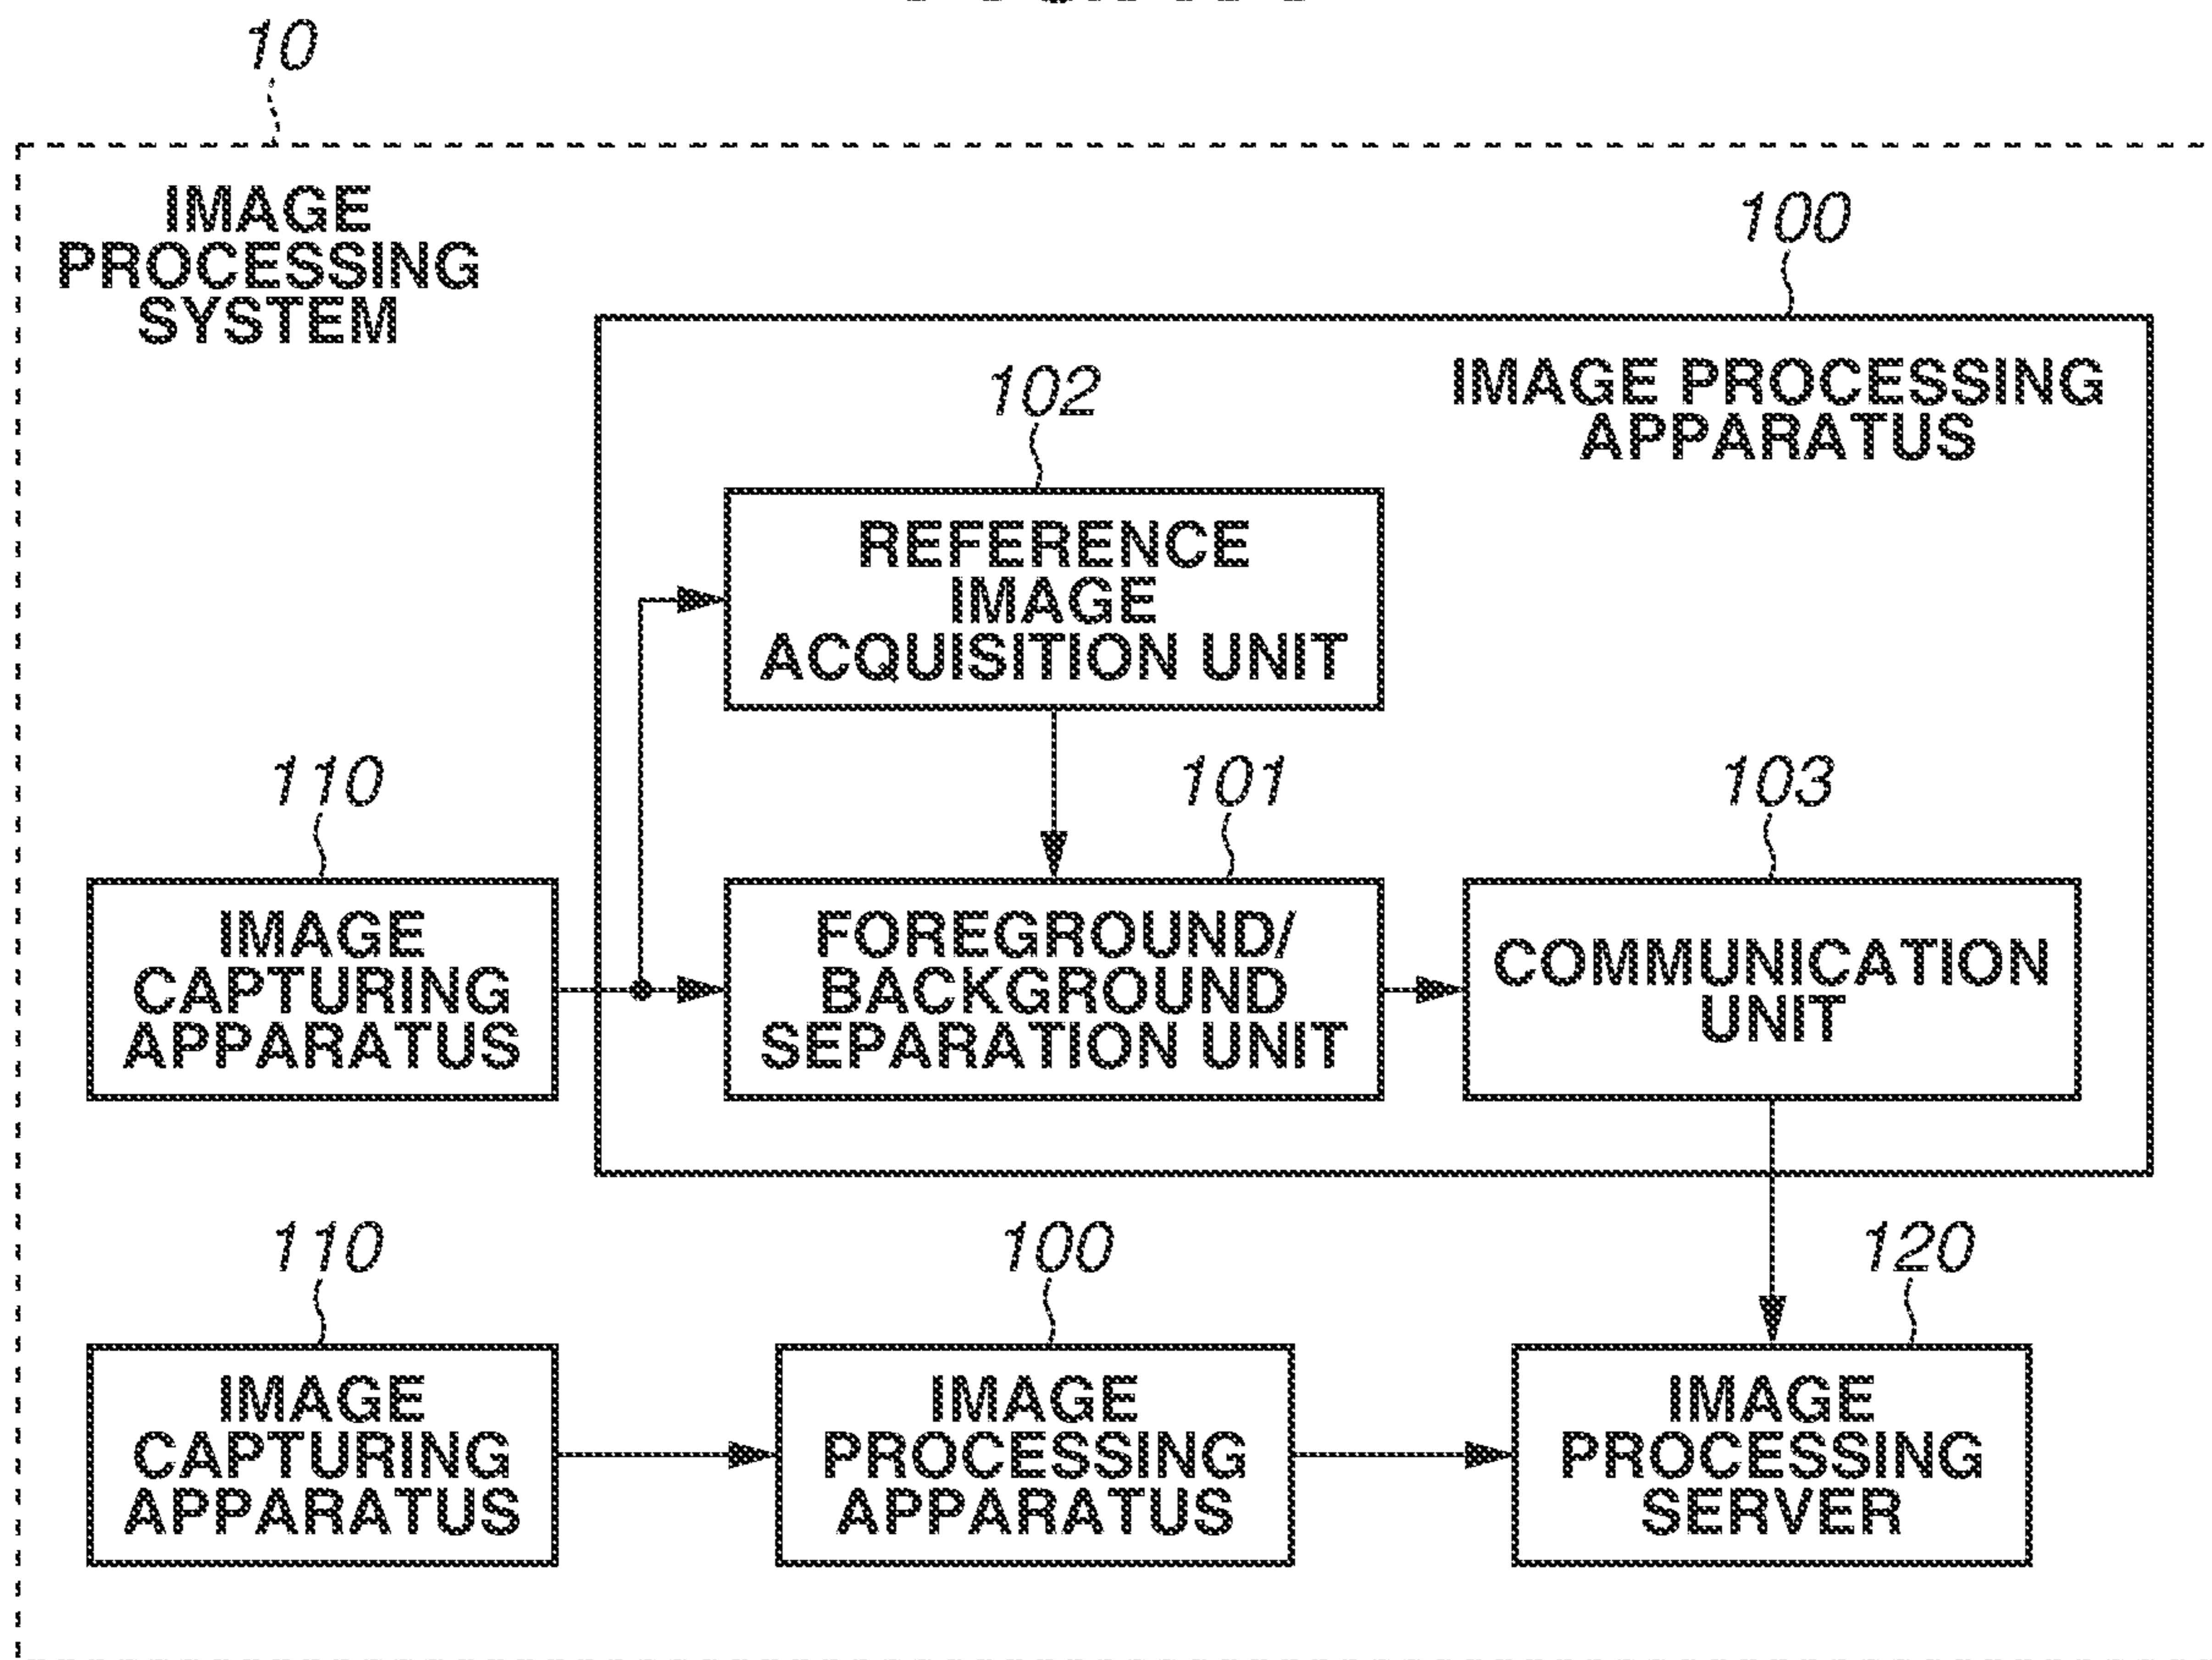 10
IMAGE
PROCESSING
SYSTEM
100
IMAGE PROCESSING
APPARATUS
102
REFERENCE
IMAGE
ACQUISITION UNIT
110
IMAGE
CAPTURING
APPARATUS
101
FOREGROUND/
BACKGROUND
SEPARATION UNIT
103
COMMUNICATION
UNIT
110
IMAGE
CAPTURING
APPARATUS
100
IMAGE
PROCESSING
APPARATUS
120
IMAGE
PROCESSING
SERVER